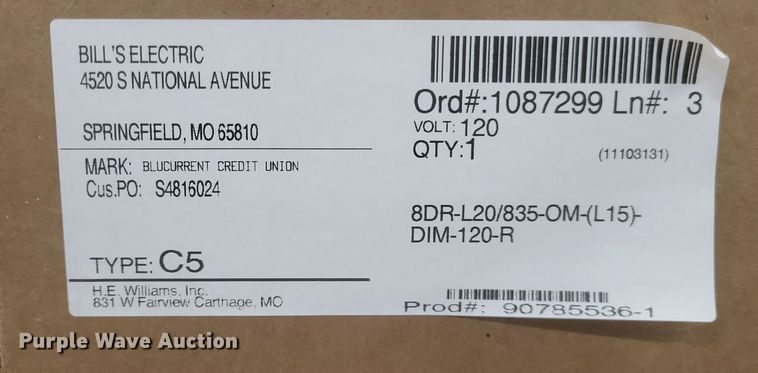 BILL'S ELECTRIC
4520 S NATIONAL AVENUE
SPRINGFIELD, MO 65810
MARK: BLUCURRENT CREDIT UNION
Cus.PO: S4816024
TYPE: C5
H.E. Williams, Inc.
831 W Fairview Carthage, MO
Ord#:1087299 Ln#: 3
VOLT: 120
QTY:1 (11103131)
8DR-L20/835-OM-(L15)-
DIM-120-R
Prod#: 90785536-1
Purple Wave Auction